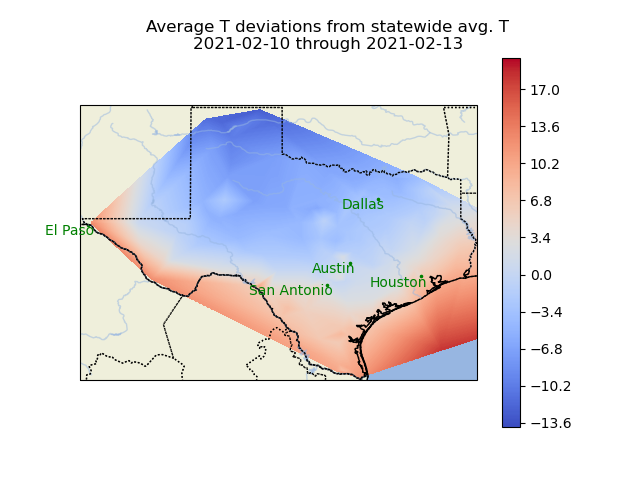 Average T deviations from statewide avg. T
2021-02-10 through 2021-02-13
17.0
13.6
10.2
6.8
3.4
0.0
−3.4
−6.8
−10.2
−13.6
Dallas
El Paso
Austin
Houston
San Antonio